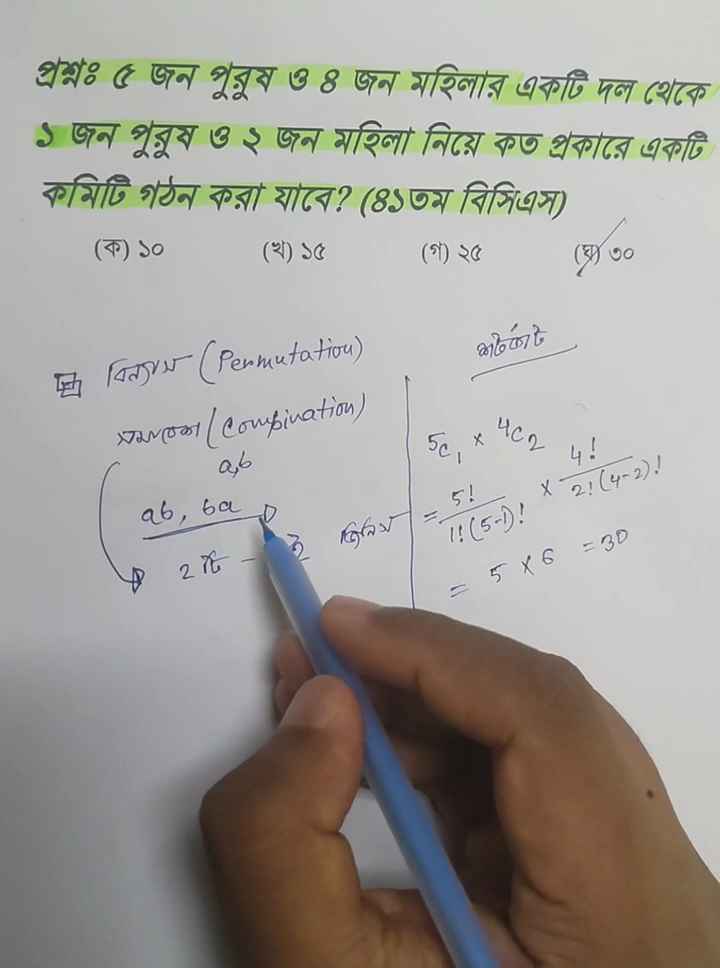 প্রশ্নঃ ৫ জন পুরুষ ও ৪ জন মহিলার একটি দল থেকে
১ জন পুরুষ ও ২ জন মহিলা নিয়ে কত প্রকারে একটি
কমিটি গঠন করা যাবে? (৪১তম বিসিএস)
(ক) ১০ (খ) ১৫ (গ) ২৫ (ঘ) ৩০
বিন্যাস (Permutation)
সমাবেশ (Combination)
a,b
ab, ba
2 টি -
জিনিস
শর্টকাট
5c₁ × 4c₂
= 5!/1!(5-1)! × 4!/2!(4-2)!
= 5 × 6 = 30